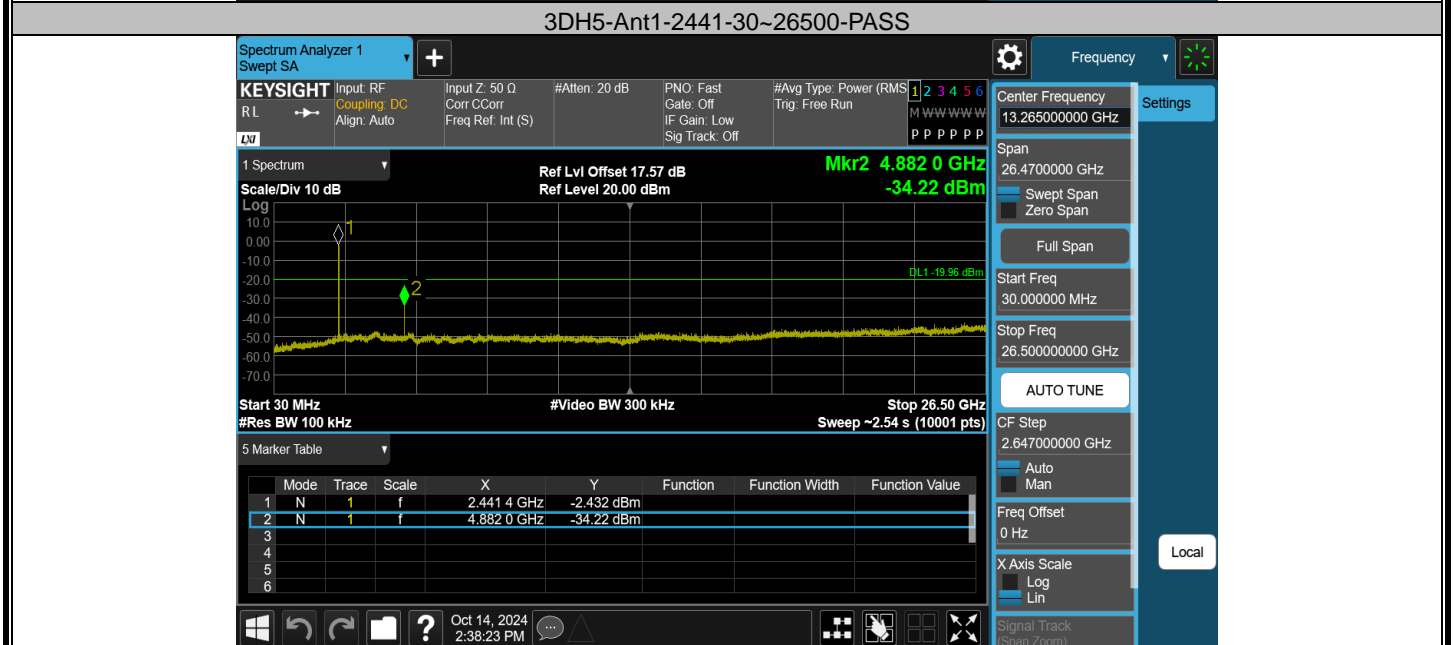 3DH5-Ant1-2441-30~26500-PASS
Spectrum Analyzer 1
Swept SA
+
Frequency
KEYSIGHT
RL
LXI
Input: RF
Coupling: DC
Align: Auto
Input Z: 50 Ω
Corr CCorr
Freq Ref: Int (S)
#Atten: 20 dB
PNO: Fast
Gate: Off
IF Gain: Low
Sig Track: Off
#Avg Type: Power (RMS
Trig: Free Run
1 2 3 4 5 6
M W W W W W
P P P P P P
1 Spectrum
Scale/Div 10 dB
Log
Ref Lvl Offset 17.57 dB
Ref Level 20.00 dBm
Mkr2 4.882 0 GHz
-34.22 dBm
10.0
0.00
-10.0
-20.0
-30.0
-40.0
-50.0
-60.0
-70.0
1
2
DL1 -19.96 dBm
Start 30 MHz
#Video BW 300 kHz
Stop 26.50 GHz
#Res BW 100 kHz
Sweep ~2.54 s (10001 pts)
5 Marker Table
Mode Trace Scale X Y Function Function Width Function Value
1 N 1 f 2.441 4 GHz -2.432 dBm
2 N 1 f 4.882 0 GHz -34.22 dBm
3
4
5
6
?
Oct 14, 2024
2:38:23 PM
Center Frequency
13.265000000 GHz
Settings
Span
26.4700000 GHz
Swept Span
Zero Span
Full Span
Start Freq
30.000000 MHz
Stop Freq
26.500000000 GHz
AUTO TUNE
CF Step
2.647000000 GHz
Auto
Man
Freq Offset
0 Hz
Local
X Axis Scale
Log
Lin
Signal Track
(Span Zoom)